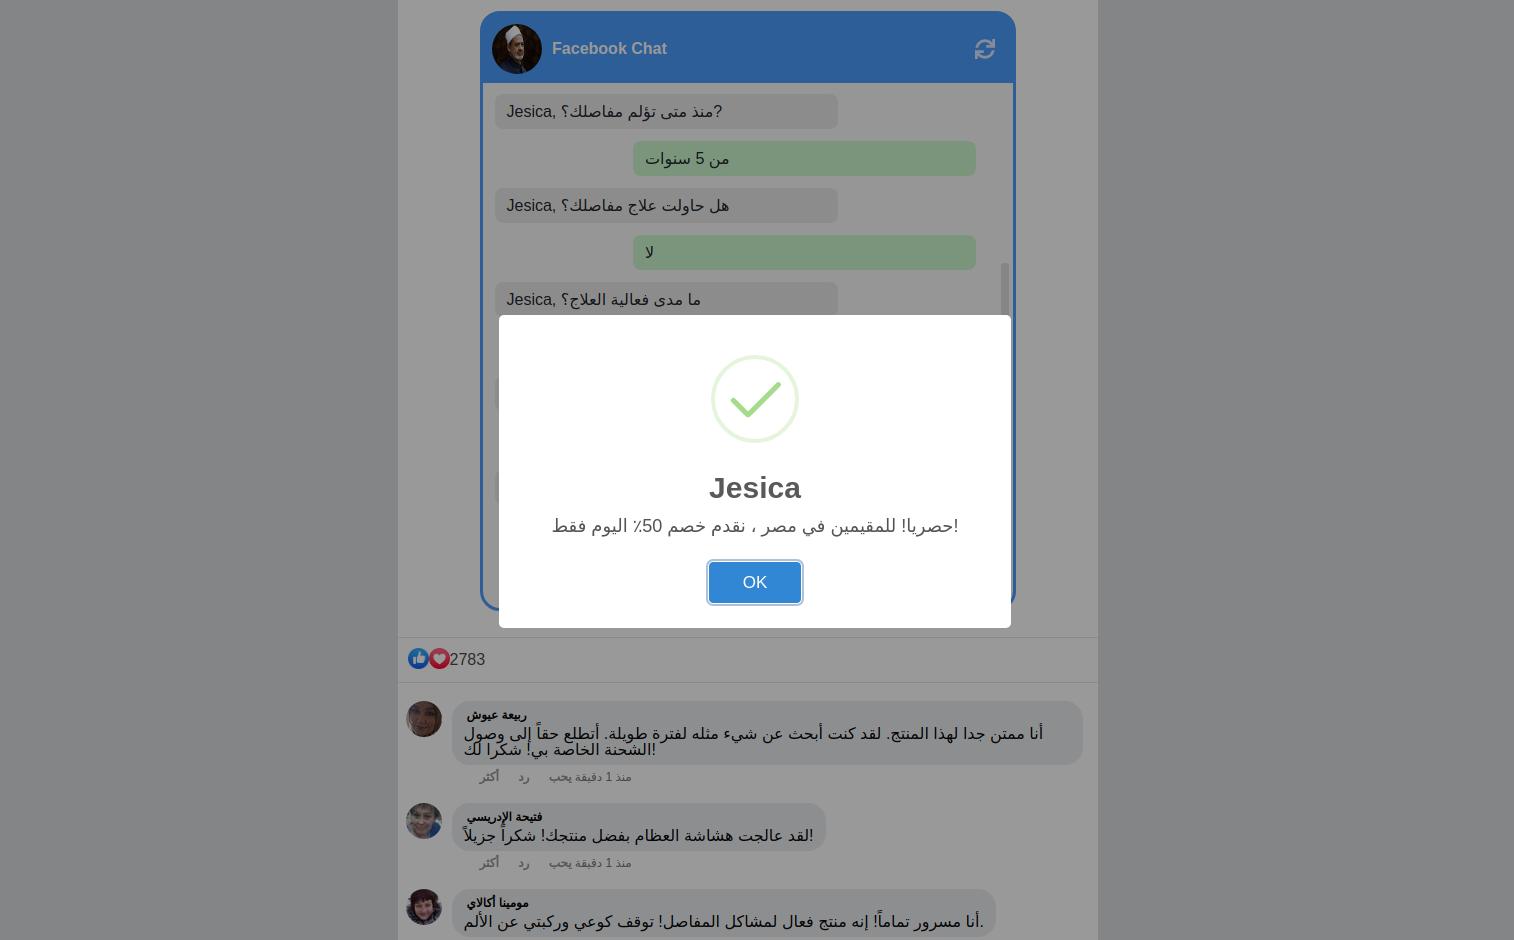 Facebook Chat
Jesica, منذ متى تؤلم مفاصلك؟?
من 5 سنوات
Jesica, هل حاولت علاج مفاصلك؟
لا
Jesica, ما مدى فعالية العلاج؟
Jesica
حصريا! للمقيمين في مصر ، نقدم خصم 50٪ اليوم فقط!
OK
2783
ربيعة عيوش
أنا ممتن جدا لهذا المنتج. لقد كنت أبحث عن شيء مثله لفترة طويلة. أتطلع حقاً إلى وصول
الشحنة الخاصة بي! شكرا لك!
منذ 1 دقيقة يحب رد أكثر
فتيحة الإدريسي
لقد عالجت هشاشة العظام بفضل منتجك! شكراً جزيلاً!
منذ 1 دقيقة يحب رد أكثر
مومينا أكالاي
أنا مسرور تماماً! إنه منتج فعال لمشاكل المفاصل! توقف كوعي وركبتي عن الألم.